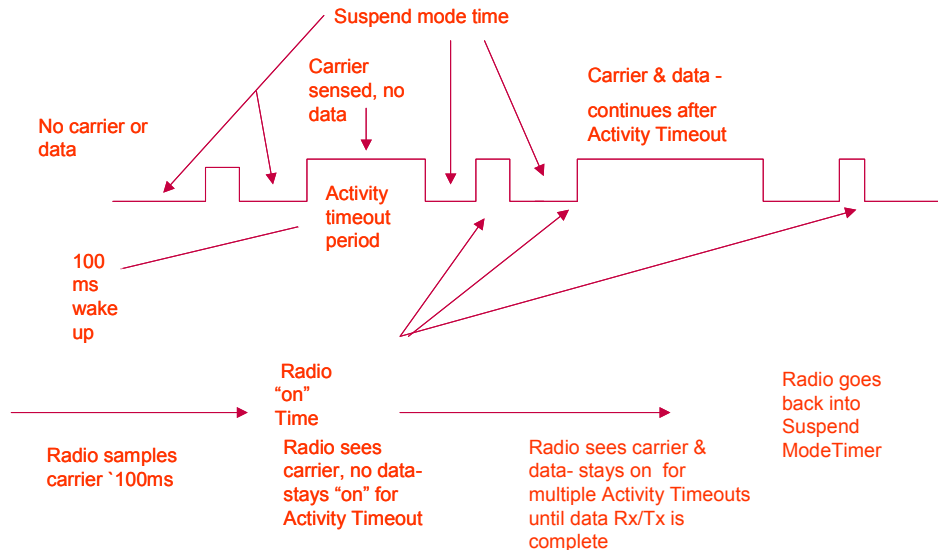 Suspend mode time
Carrier
sensed, no
data
Carrier & data -
continues after
Activity Timeout
No carrier or
data
Activity
timeout
period
100
ms
wake
up
Radio
“on”
Time
Radio goes
back into
Suspend
ModeTimer
Radio samples
carrier `100ms
Radio sees
carrier, no data-
stays “on” for
Activity Timeout
Radio sees carrier &
data- stays on for
multiple Activity Timeouts
until data Rx/Tx is
complete